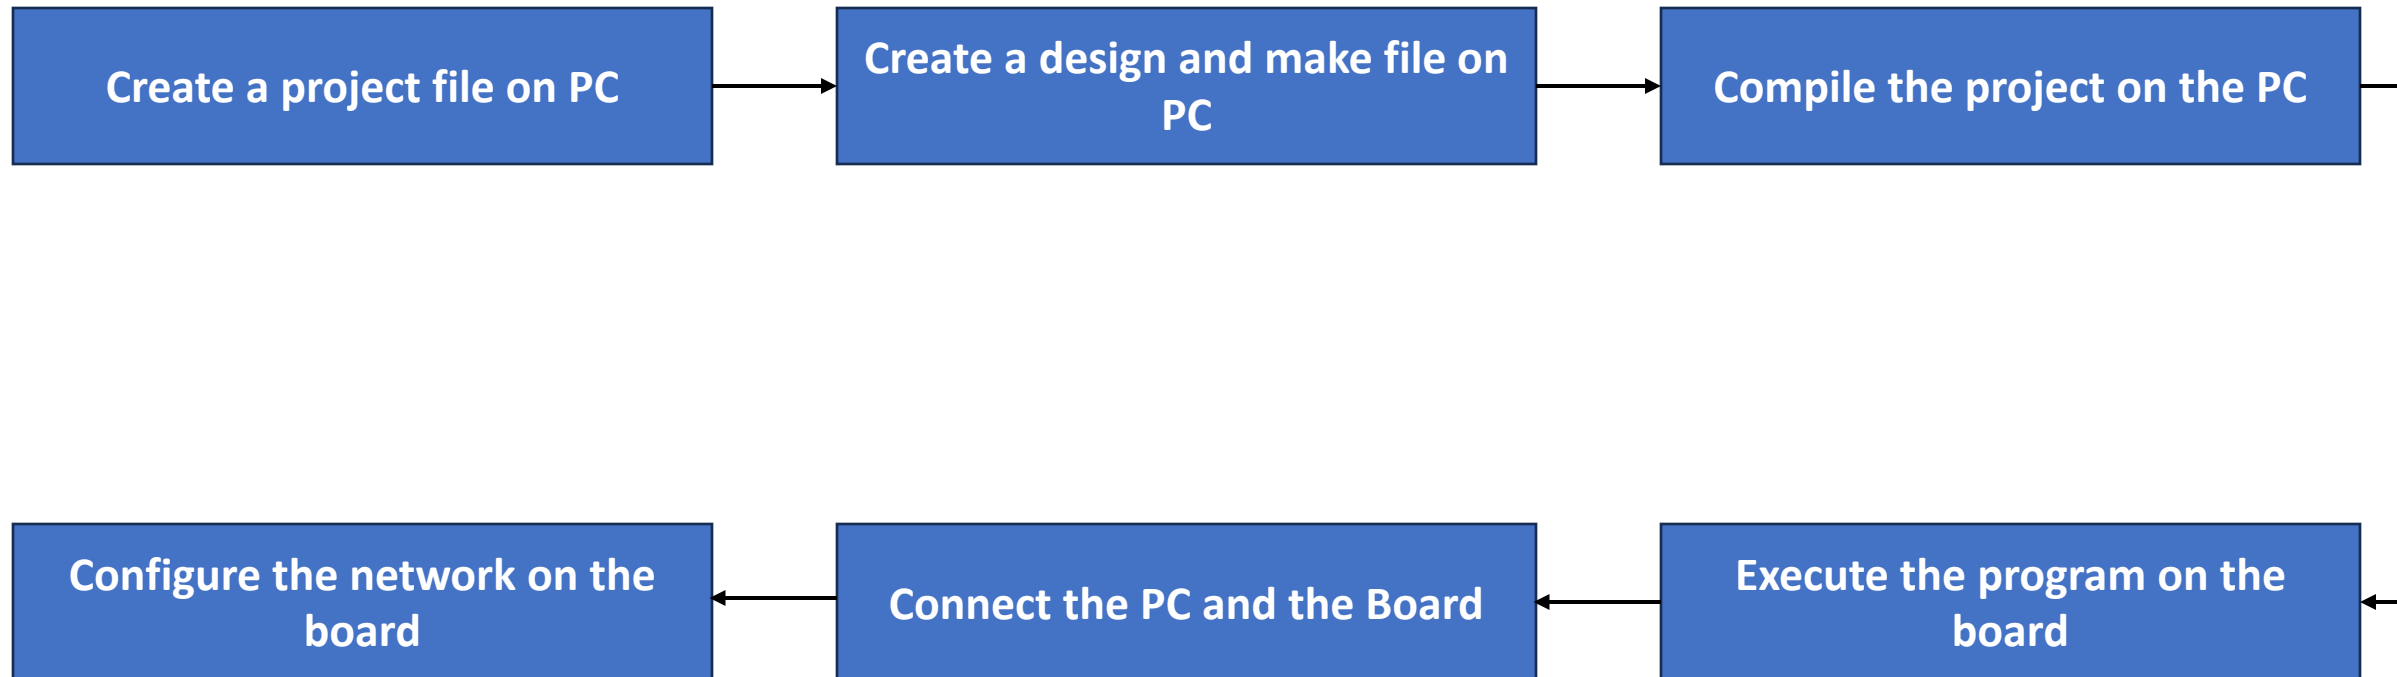 Create a project file on PC
Create a design and make file on
PC
Compile the project on the PC
Configure the network on the
board
Connect the PC and the Board
Execute the program on the
board